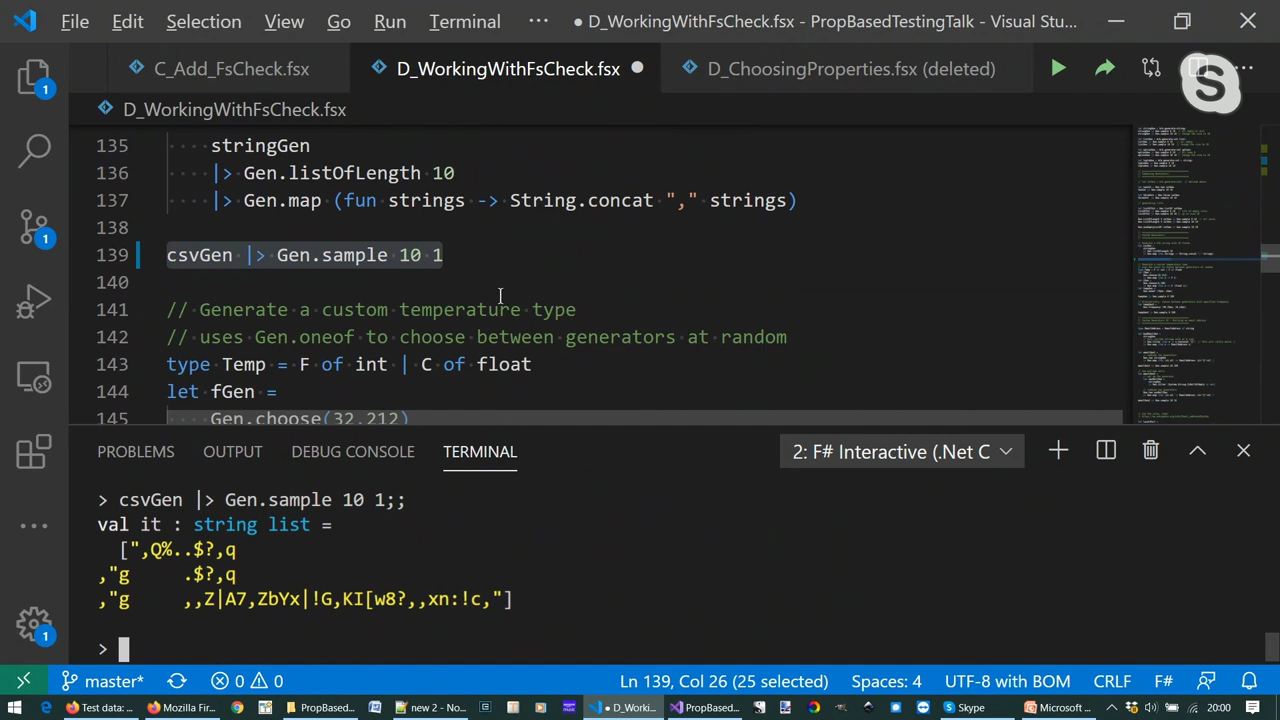 File Edit Selection View Go Run Terminal ··· ● D_WorkingWithFsCheck.fsx - PropBasedTestingTalk - Visual Stu...
C_Add_FsCheck.fsx D_WorkingWithFsCheck.fsx ● D_ChoosingProperties.fsx (deleted)
D_WorkingWithFsCheck.fsx
135 stringGen
136 |> Gen.listOfLength 10
137 |> Gen.map (fun strings -> String.concat "," strings)
138
139 csvGen |> Gen.sample 10 1
140
141 // Generate a custom temperature type
142 // uses Gen.oneof to choose between generators at random
143 type Temp = F of int | C of float
144 let fGen =
145 Gen.choose(32,212)
PROBLEMS OUTPUT DEBUG CONSOLE TERMINAL 2: F# Interactive (.Net C
> csvGen |> Gen.sample 10 1;;
val it : string list =
[",Q%..$?,q
,"g .$?,q
,"g ,,Z|A7,ZbYx|!G,KI[w8?,,xn:!c,"]
>
master* 0 0 Ln 139, Col 26 (25 selected) Spaces: 4 UTF-8 with BOM CRLF F#
Test data: ... Mozilla Fir... PropBased... new 2 - No... D_Worki... PropBased... Skype Microsoft ... 20:00